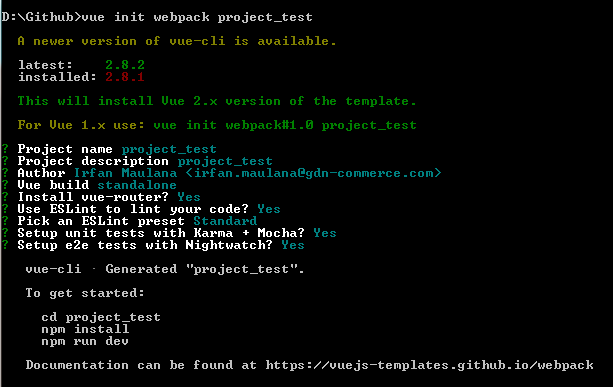 D:\Github>vue init webpack project_test
A newer version of vue-cli is available.
latest: 2.8.2
installed: 2.8.1
This will install Vue 2.x version of the template.
For Vue 1.x use: vue init webpack#1.0 project_test
? Project name project_test
? Project description project_test
? Author Irfan Maulana <irfan.maulana@gdn-commerce.com>
? Vue build standalone
? Install vue-router? Yes
? Use ESLint to lint your code? Yes
? Pick an ESLint preset Standard
? Setup unit tests with Karma + Mocha? Yes
? Setup e2e tests with Nightwatch? Yes
vue-cli · Generated "project_test".
To get started:
cd project_test
npm install
npm run dev
Documentation can be found at https://vuejs-templates.github.io/webpack